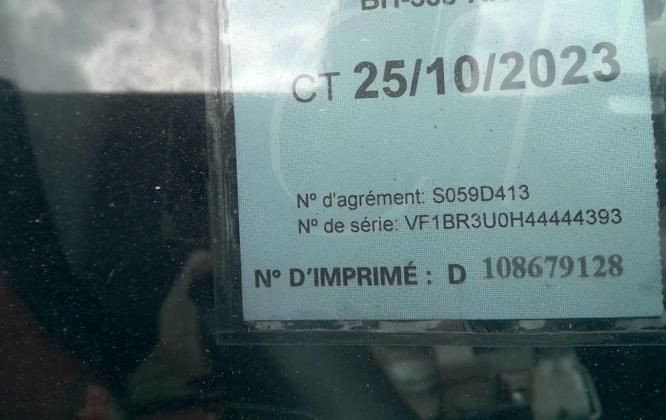 CT 25/10/2023
N° d'agrément: S059D413
N° de série: VF1BR3U0H44444393
N° D'IMPRIMÉ : D 108679128